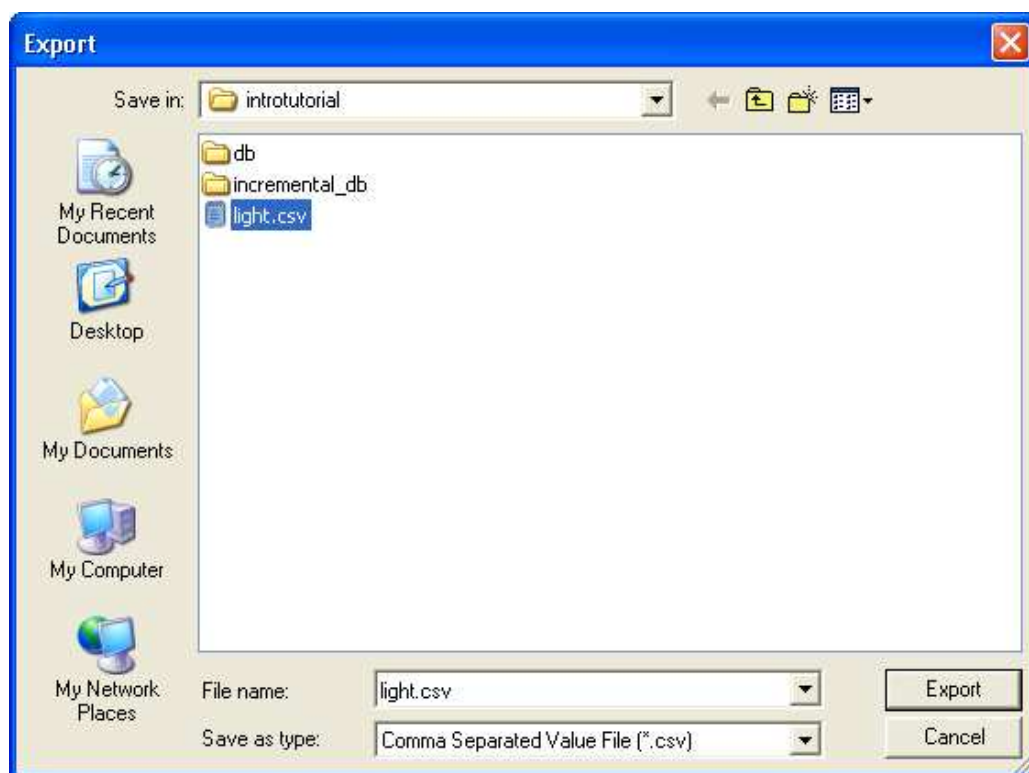 Export
Save in:
introtutorial
db
incremental_db
light.csv
My Recent
Documents
Desktop
My Documents
My Computer
My Network
Places
File name:
light.csv
Export
Save as type:
Comma Separated Value File (*.csv)
Cancel